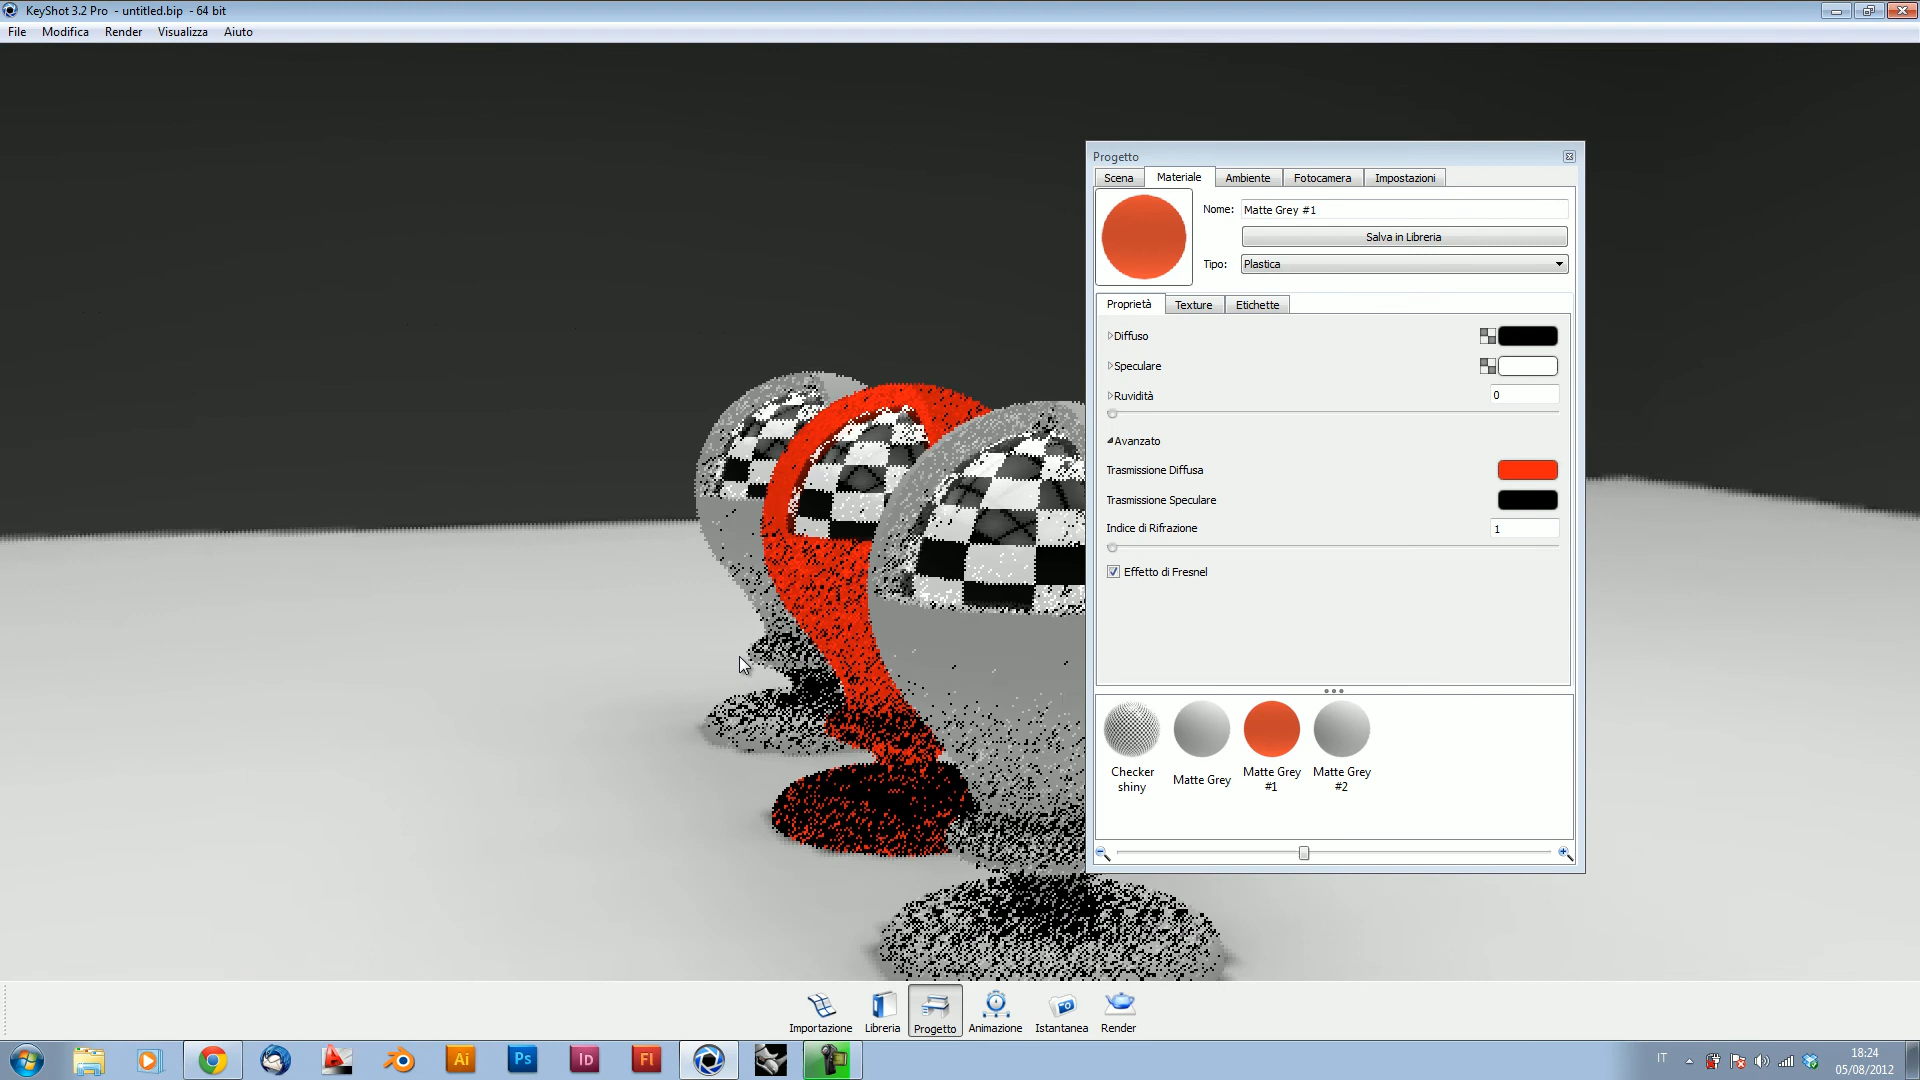 KeyShot 3.2 Pro - untitled.bip - 64 bit
File Modifica Render Visualizza Aiuto
Progetto
Scena Materiale Ambiente Fotocamera Impostazioni
Nome: Matte Grey #1
Salva in Libreria
Tipo: Plastica
Proprietà Texture Etichette
Diffuso
Speculare
Ruvidità 0
Avanzato
Trasmissione Diffusa
Trasmissione Speculare
Indice di Rifrazione 1
Effetto di Fresnel
Checker shiny
Matte Grey
Matte Grey #1
Matte Grey #2
Importazione Libreria Progetto Animazione Istantanea Render
Ai Ps Id Fl
IT
18:24
05/08/2012